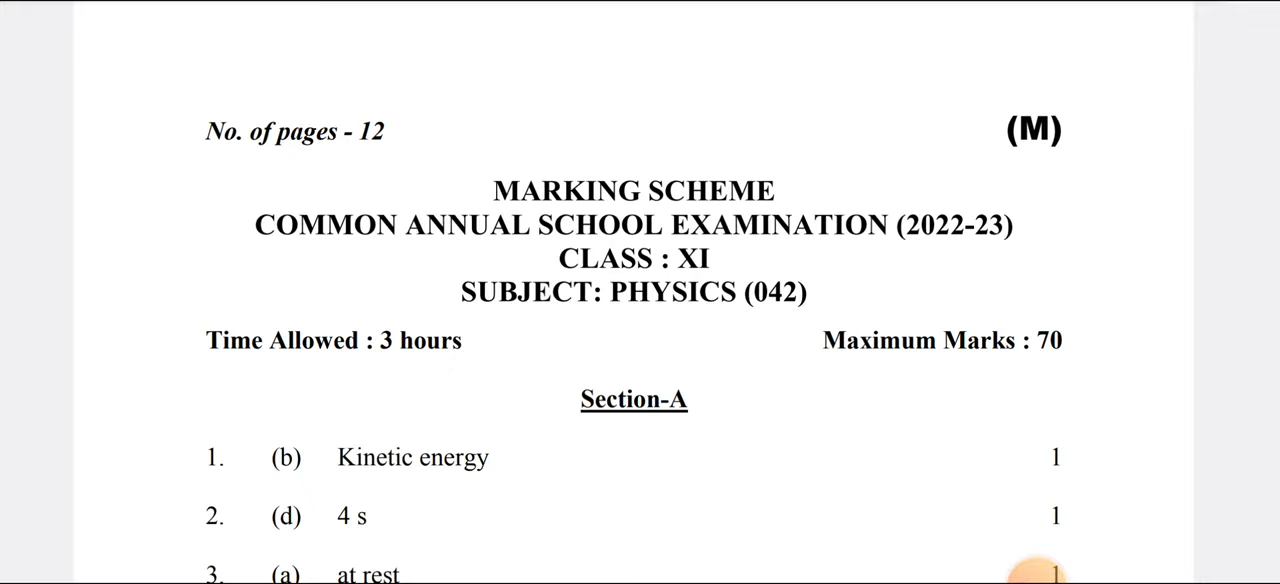 No. of pages - 12 (M)
MARKING SCHEME
COMMON ANNUAL SCHOOL EXAMINATION (2022-23)
CLASS : XI
SUBJECT: PHYSICS (042)
Time Allowed : 3 hours Maximum Marks : 70
Section-A
1. (b) Kinetic energy 1
2. (d) 4 s 1
3. (a) at rest 1